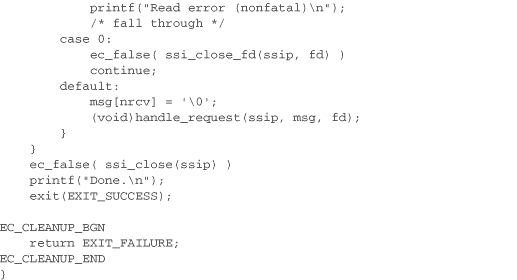 printf("Read error (nonfatal)\n");
            /* fall through */
        case 0:
            ec_false( ssi_close_fd(ssip, fd) )
            continue;
        default:
            msg[nrcv] = '\0';
            (void)handle_request(ssip, msg, fd);
        }
    }
    ec_false( ssi_close(ssip) )
    printf("Done.\n");
    exit(EXIT_SUCCESS);

EC_CLEANUP_BGN
    return EXIT_FAILURE;
EC_CLEANUP_END
}